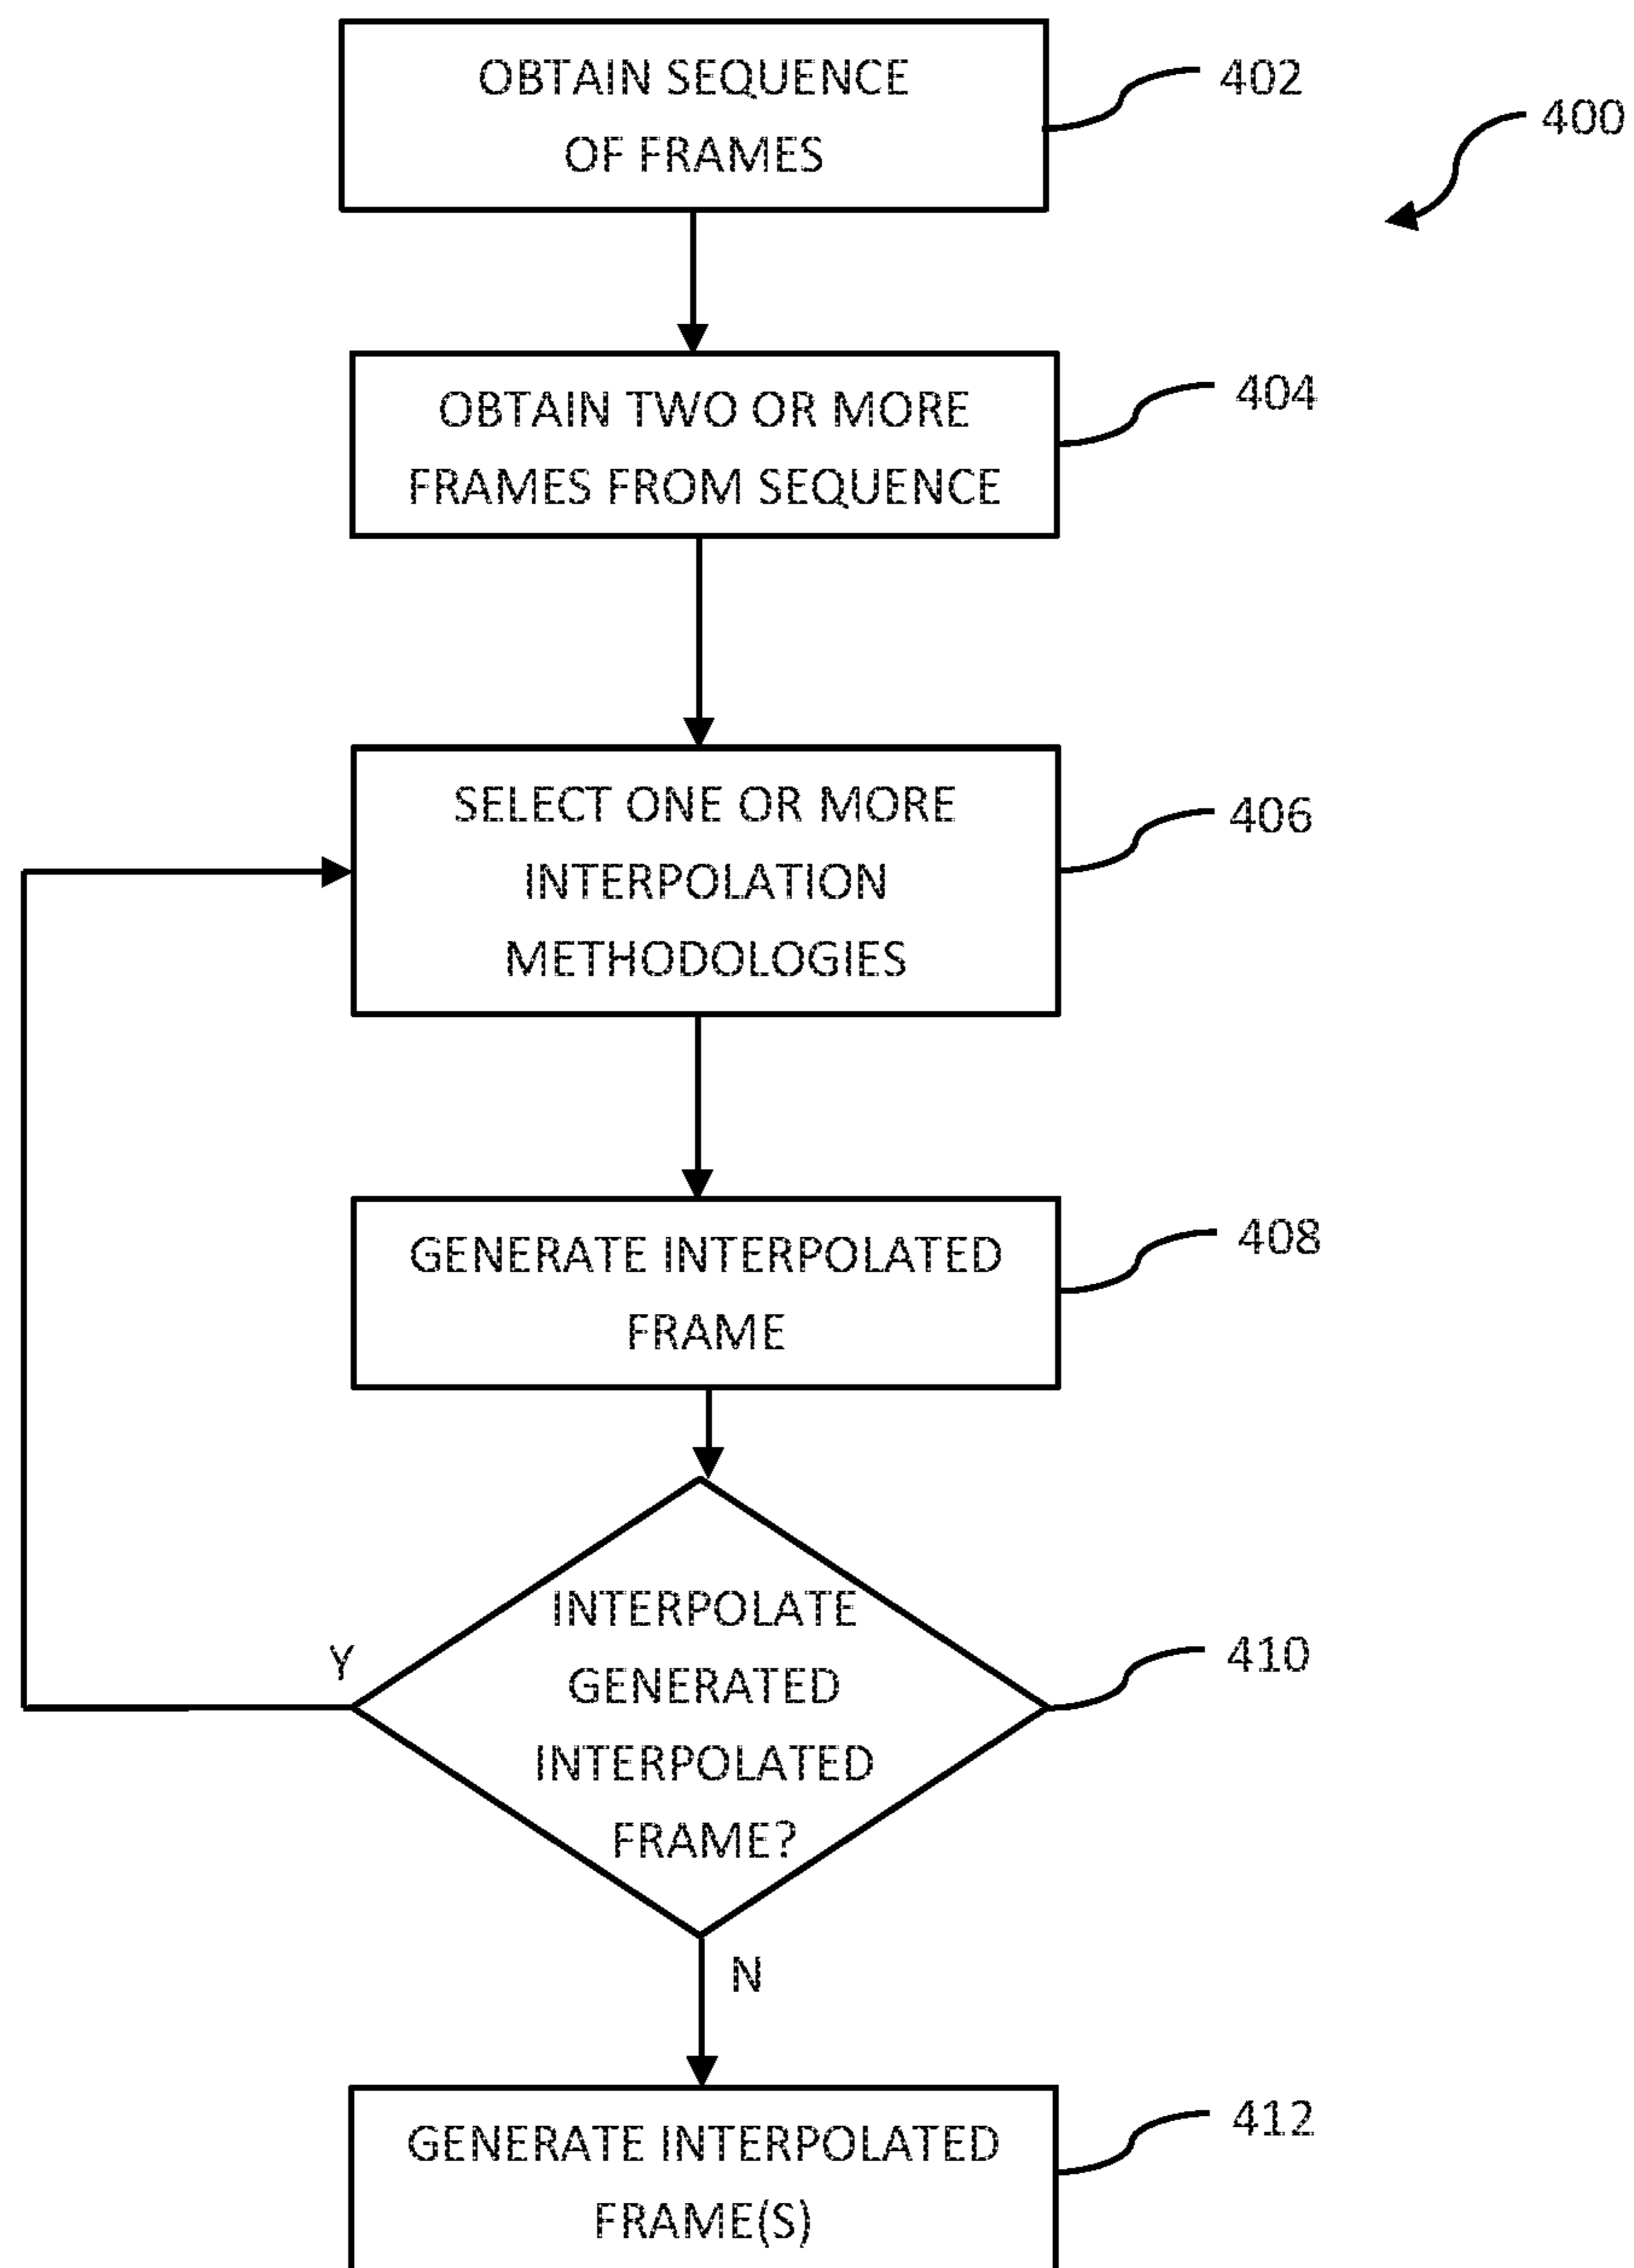 OBTAIN SEQUENCE
OF FRAMES
402
400
OBTAIN TWO OR MORE
FRAMES FROM SEQUENCE
404
SELECT ONE OR MORE
INTERPOLATION
METHODOLOGIES
406
GENERATE INTERPOLATED
FRAME
408
INTERPOLATE
GENERATED
INTERPOLATED
FRAME?
410
Y
N
GENERATE INTERPOLATED
FRAME(S)
412